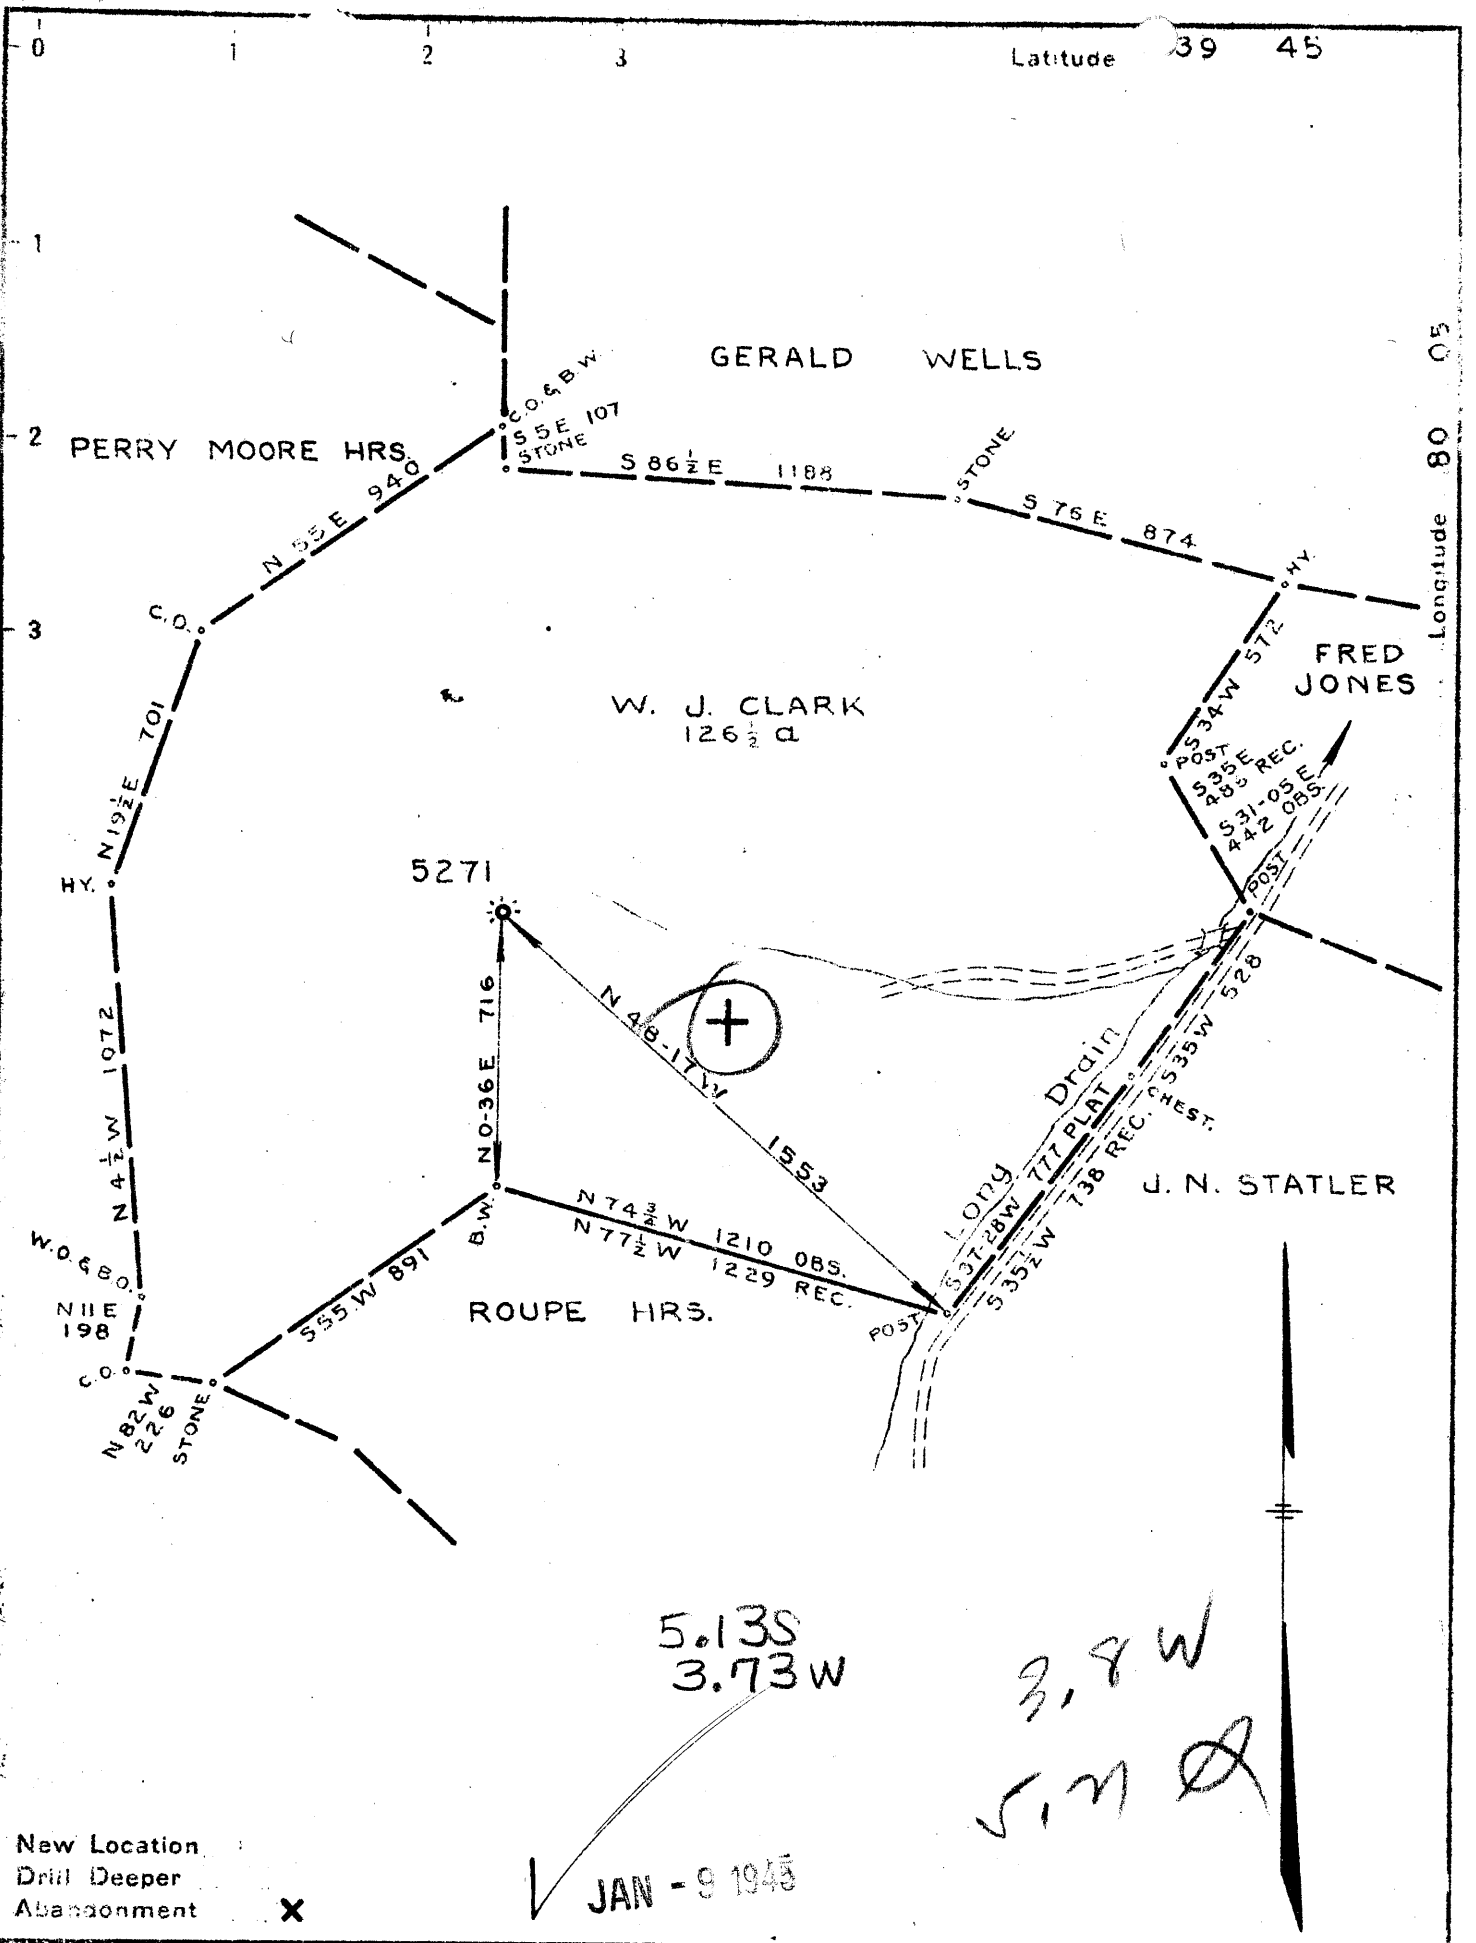 0 1 2 3 Latitude 39 45
1
2
3
Longitude 80 05
GERALD WELLS
C.O. & B.W.
S 5 E 107
STONE
PERRY MOORE HRS.
S 86½ E 1188
STONE
S 76 E 874
HY.
N 55 E 940
C.O.
S 34 W 572
FRED
JONES
W. J. CLARK
126½ a
N 19½ E 701
POST
S 35 E
485 REC.
S 31-05 E
442 OBS.
POST
HY.
5271
N 0-36 E 716
N 48-17 W 1553
N 4½ W 1072
S 35 W 528
CHEST.
Long Drain
S 37-28 W 777 PLAT
S 35½ W 738 REC.
J. N. STATLER
B.W.
N 74¾ W 1210 OBS.
N 77½ W 1229 REC.
W.O. & B.O.
N 11 E
198
S 55 W 891
ROUPE HRS.
POST
C.O.
N 82 W
226
STONE
5.13 S
3.73 W
3.8 W
New Location
Drill Deeper
Abandonment X
JAN - 9 1945